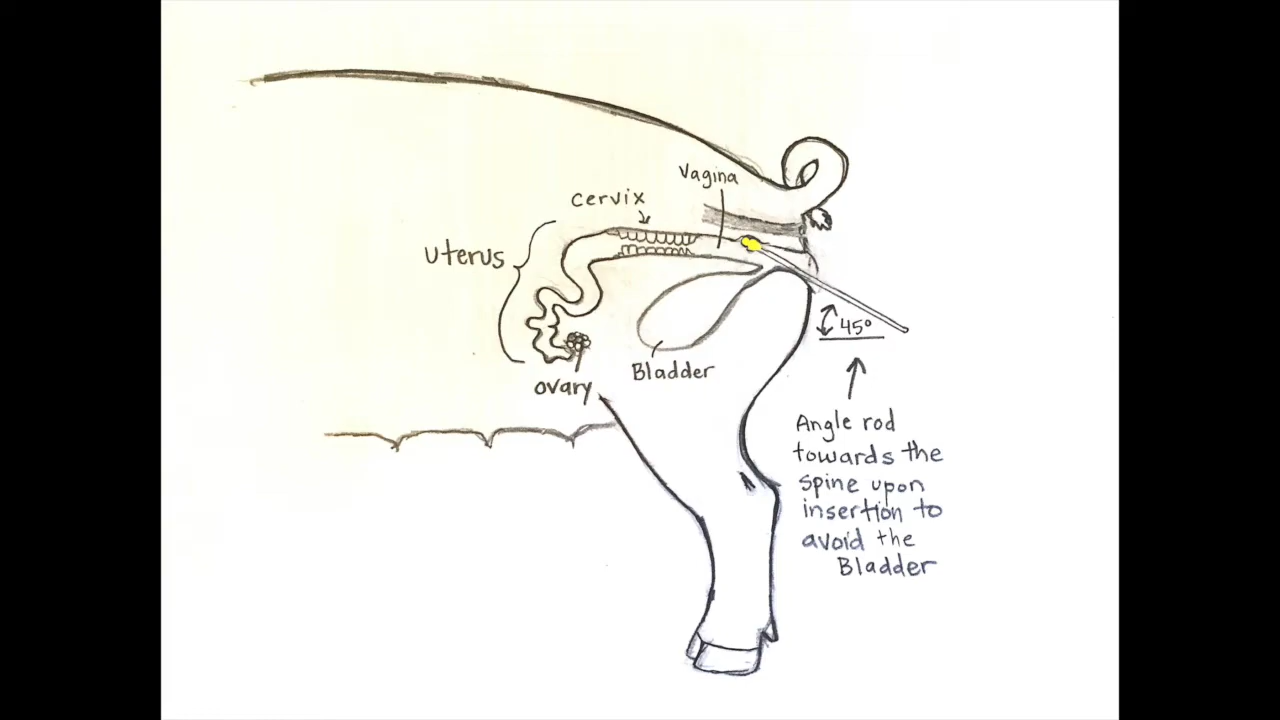 Vagina
cervix
uterus
45°
Bladder
ovary
Angle rod
towards the
spine upon
insertion to
avoid the
Bladder